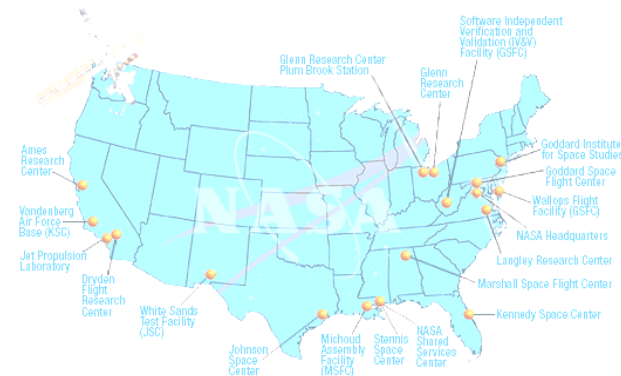 Software Independent
Verification and
Validation (IV&V)
Facility (GSFC)
Glenn Research Center
Plum Brook Station
Glenn
Research
Center
Goddard Institute
for Space Studies
Goddard Space
Flight Center
Wallops Flight
Facility (GSFC)
NASA Headquarters
Langley Research Center
Marshall Space Flight Center
Kennedy Space Center
Ames
Research
Center
Vandenberg
Air Force
Base (KSC)
Jet Propulsion
Laboratory
Dryden
Flight
Research
Center
White Sands
Test Facility
(JSC)
Johnson
Space
Center
Michoud
Assembly
Facility
(MSFC)
Stennis
Space
Center
NASA
Shared
Services
Center
NASA